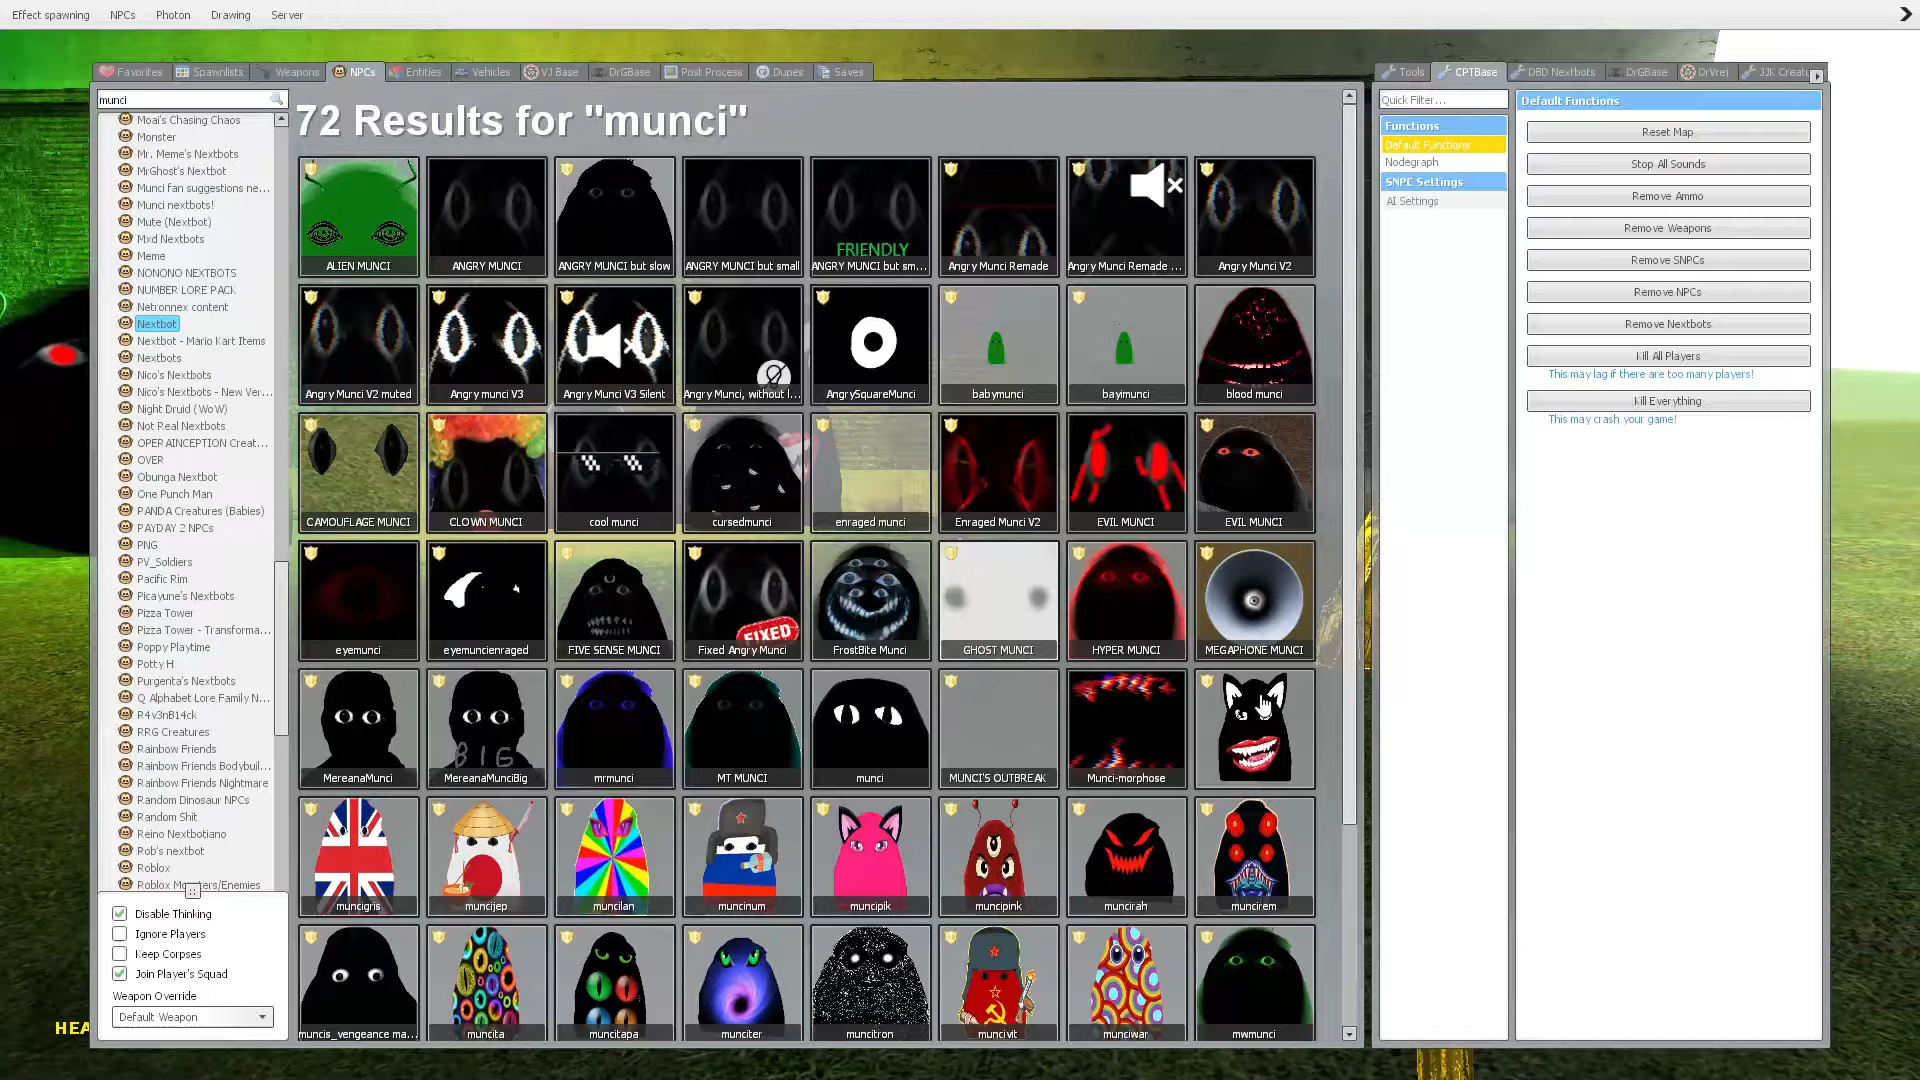 Effect spawning NPCs Photon Drawing Server
Favorites Spawnlists Weapons NPCs Entities Vehicles VJ Base DrGBase Post Process Dupes Saves
Tools CPTBase DBD Nextbots DrGBase DrVrej JJK Creatu
munci
72 Results for "munci"
Moai's Chasing Chaos
Monster
Mr. Meme's Nextbots
MrGhost's Nextbot
Munci fan suggestions ne...
Munci nextbots!
Mute (Nextbot)
Mxd Nextbots
Meme
NONONO NEXTBOTS
NUMBER LORE PACK
Netronnex content
Nextbot
Nextbot - Mario Kart Items
Nextbots
Nico's Nextbots
Nico's Nextbots - New Ver...
Night Druid (WoW)
Not Real Nextbots
OPERAINCEPTION Creat...
OVER
Obunga Nextbot
One Punch Man
PANDA Creatures (Babies)
PAYDAY 2 NPCs
PNG
PV_Soldiers
Pacific Rim
Picayune's Nextbots
Pizza Tower
Pizza Tower - Transforma...
Poppy Playtime
Potty H
Purgenta's Nextbots
Q Alphabet Lore Family N...
R4v3nB14ck
RRG Creatures
Rainbow Friends
Rainbow Friends Bodybuil...
Rainbow Friends Nightmare
Random Dinosaur NPCs
Random Shit
Reino Nextbotiano
Rob's nextbot
Roblox
Roblox Monsters/Enemies
Disable Thinking
Ignore Players
Keep Corpses
Join Player's Squad
Weapon Override
Default Weapon
HEA
FRIENDLY
ALIEN MUNCI ANGRY MUNCI ANGRY MUNCI but slow ANGRY MUNCI but small ANGRY MUNCI but sm... Angry Munci Remade Angry Munci Remade ... Angry Munci V2
Angry Munci V2 muted Angry munci V3 Angry Munci V3 Silent Angry Munci, without l... AngrySquareMunci babymunci bayimunci blood munci
CAMOUFLAGE MUNCI CLOWN MUNCI cool munci cursedmunci enraged munci Enraged Munci V2 EVIL MUNCI EVIL MUNCI
FIXED
eyemunci eyemuncienraged FIVE SENSE MUNCI Fixed Angry Munci FrostBite Munci GHOST MUNCI HYPER MUNCI MEGAPHONE MUNCI
BIG
MereanaMunci MereanaMunciBig mrmunci MT MUNCI munci MUNCI'S OUTBREAK Munci-morphose
muncigris muncijep muncilan muncinum muncipik muncipink muncirah muncirem
muncis_vengeance ma... muncita muncitapa munciter muncitron muncivit munciwar mwmunci
Quick Filter...
Functions
Default Functions
Nodegraph
SNPC Settings
AI Settings
Default Functions
Reset Map
Stop All Sounds
Remove Ammo
Remove Weapons
Remove SNPCs
Remove NPCs
Remove Nextbots
Kill All Players
This may lag if there are too many players!
Kill Everything
This may crash your game!